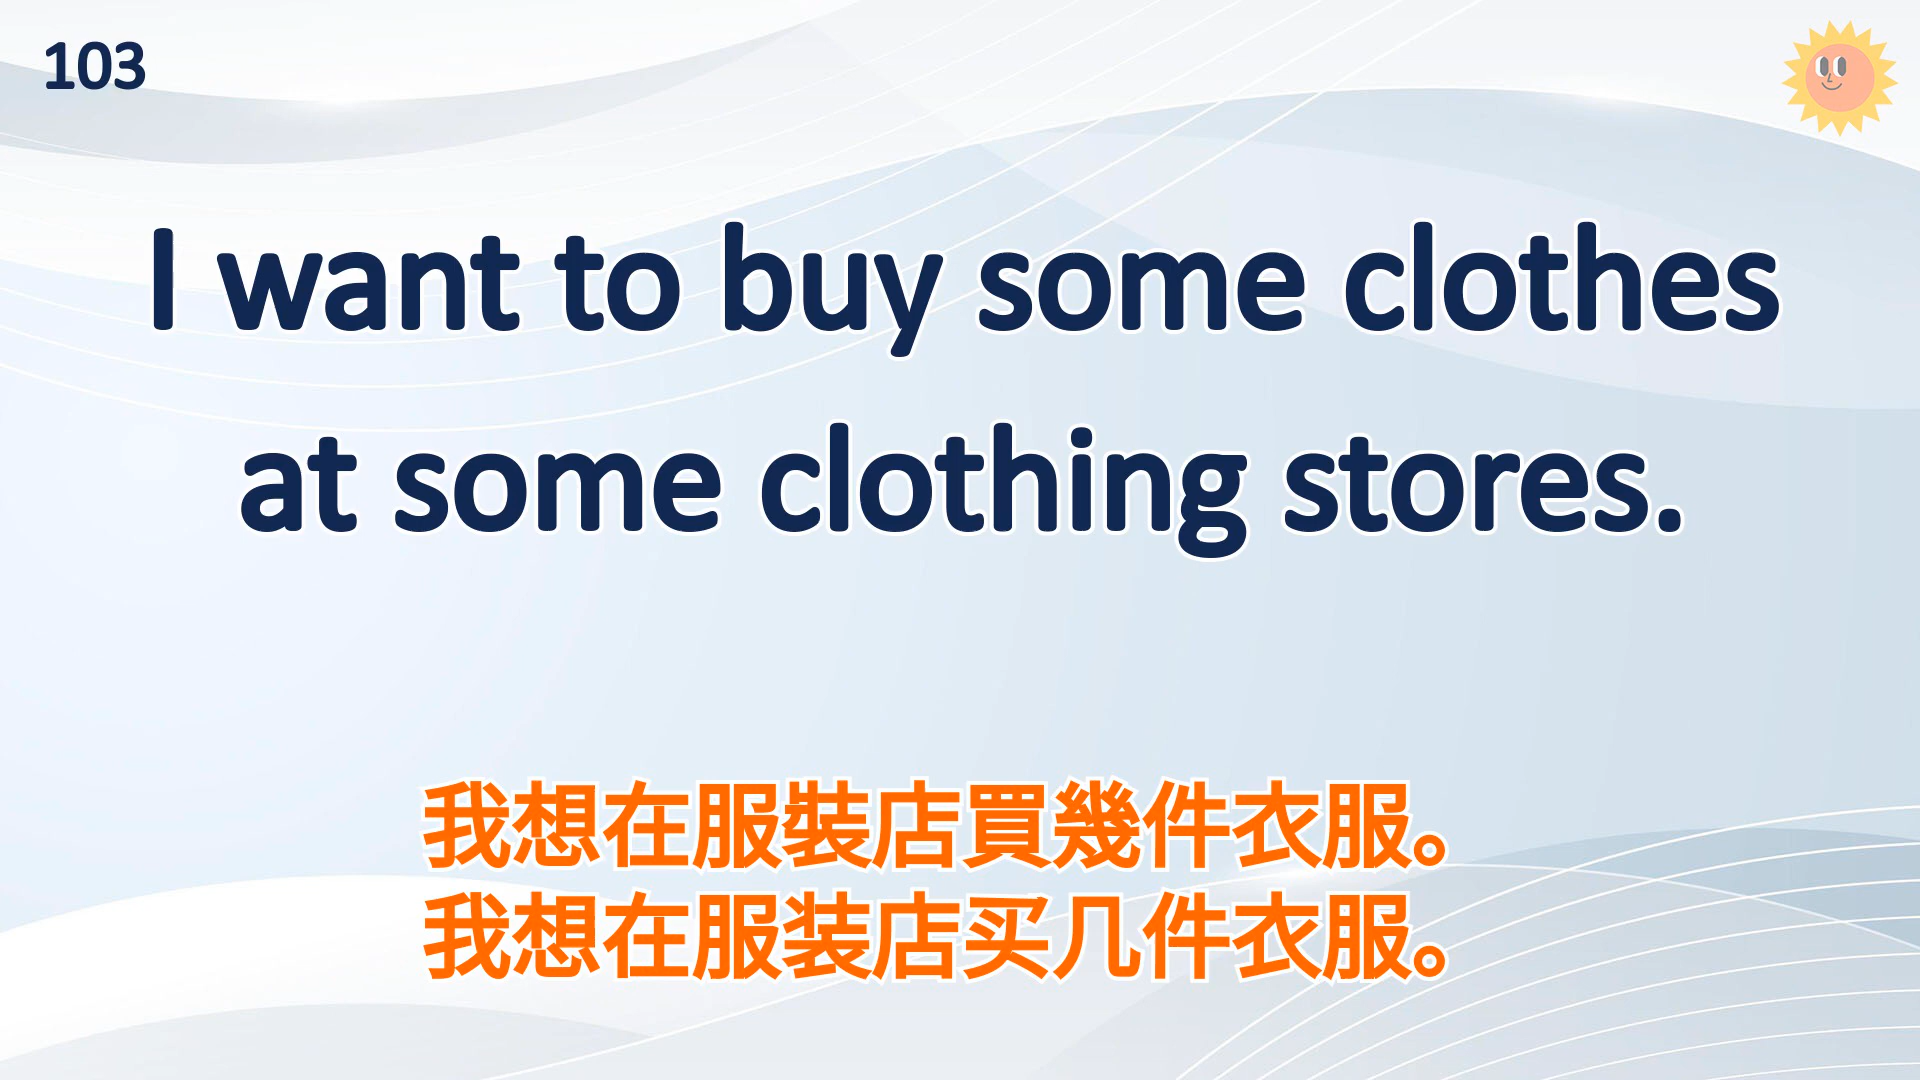 103
I want to buy some clothes
at some clothing stores.
我想在服裝店買幾件衣服。
我想在服装店买几件衣服。